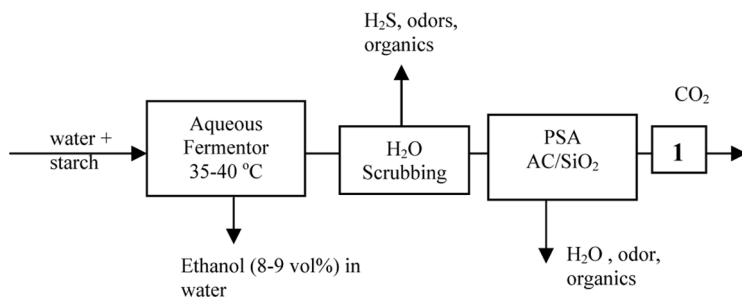 H₂S, odors,
organics
CO₂
water +
starch
Aqueous
Fermentor
35-40 ºC
H₂O
Scrubbing
PSA
AC/SiO₂
1
Ethanol (8-9 vol%) in
water
H₂O , odor,
organics